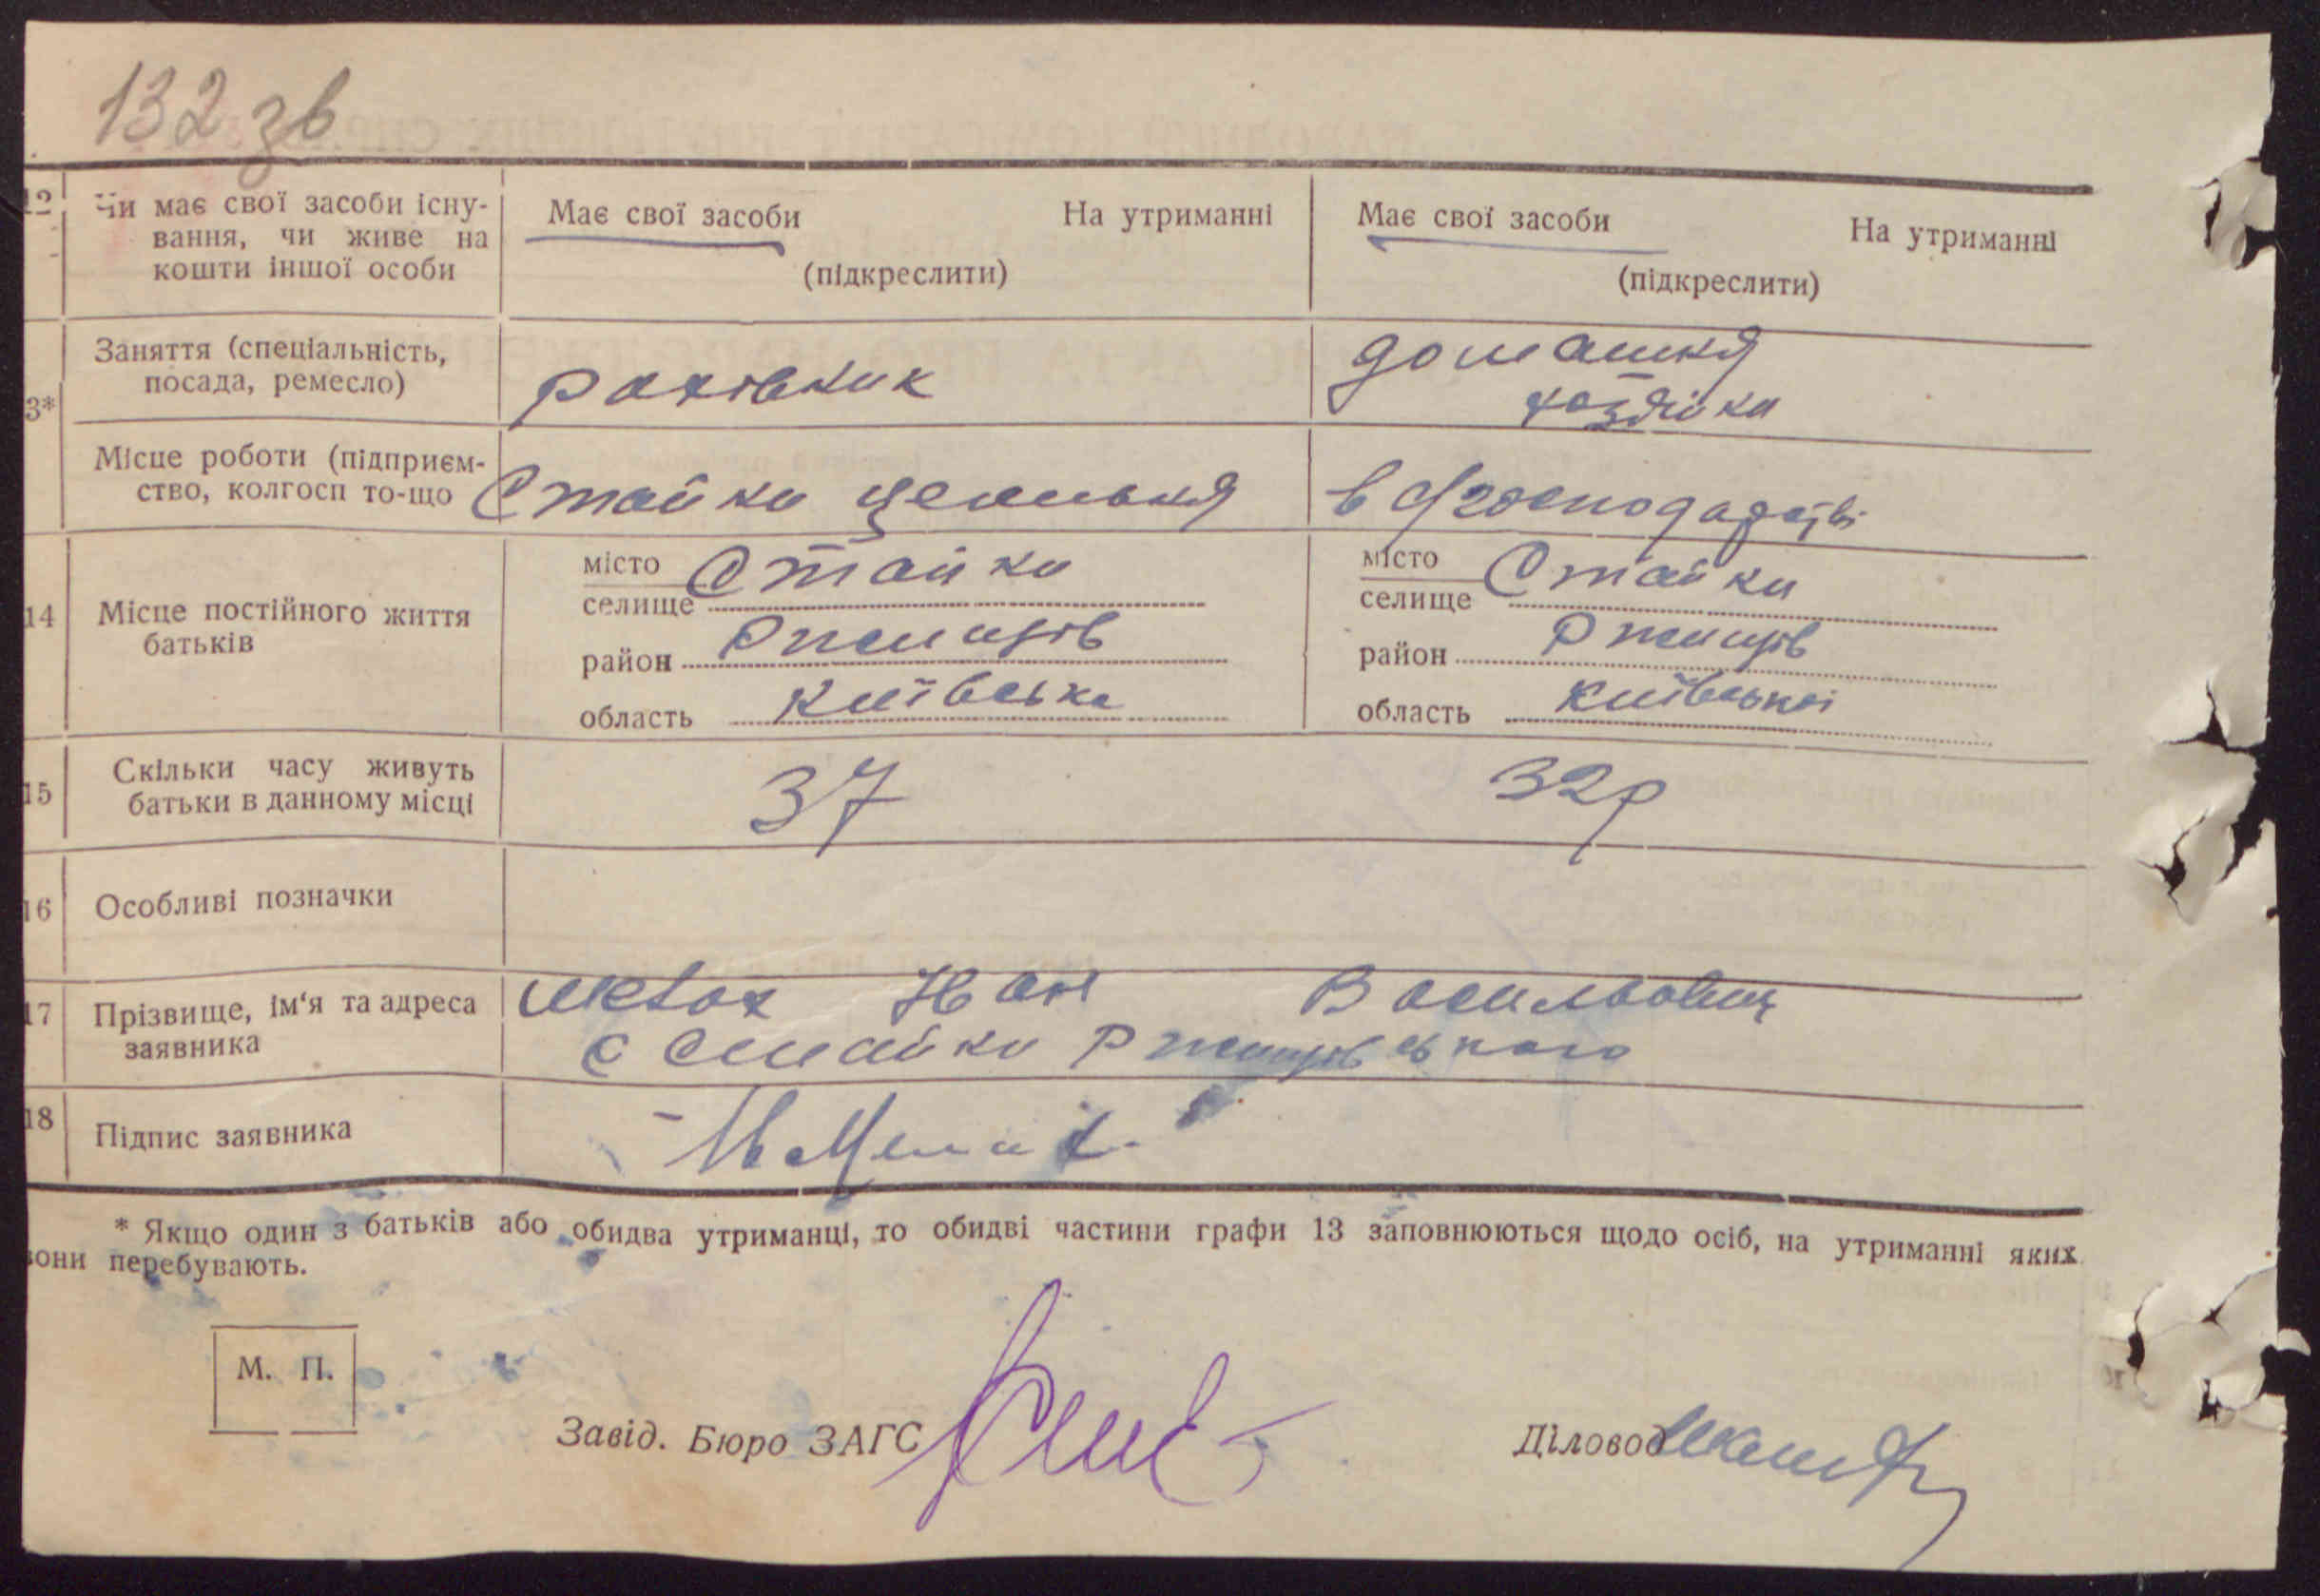 132 зв
12 Чи має свої засоби існу-
вання, чи живе на
кошти іншої особи
Має свої засоби На утриманні
(підкреслити)
Має свої засоби На утриманні
(підкреслити)
3* Заняття (спеціальність,
посада, ремесло)
рахівник
домашня
хозяйка
Місце роботи (підприєм-
ство, колгосп то-що
Стайки
в
14 Місце постійного життя
батьків
місто Стайки
селище
район Ржищів
область Київська
місто Стайки
селище
район Ржищів
область Київської
15 Скільки часу живуть
батьки в данному місці
37
32р
16 Особливі позначки
17 Прізвище, ім‘я та адреса
заявника
Іван Васильович
с Стайки Ржищівського
18 Підпис заявника
* Якщо один з батьків або обидва утриманці, то обидві частини графи 13 заповнюються щодо осіб, на утриманні яких
вони перебувають.
М. П.
Завід. Бюро ЗАГС
Діловод